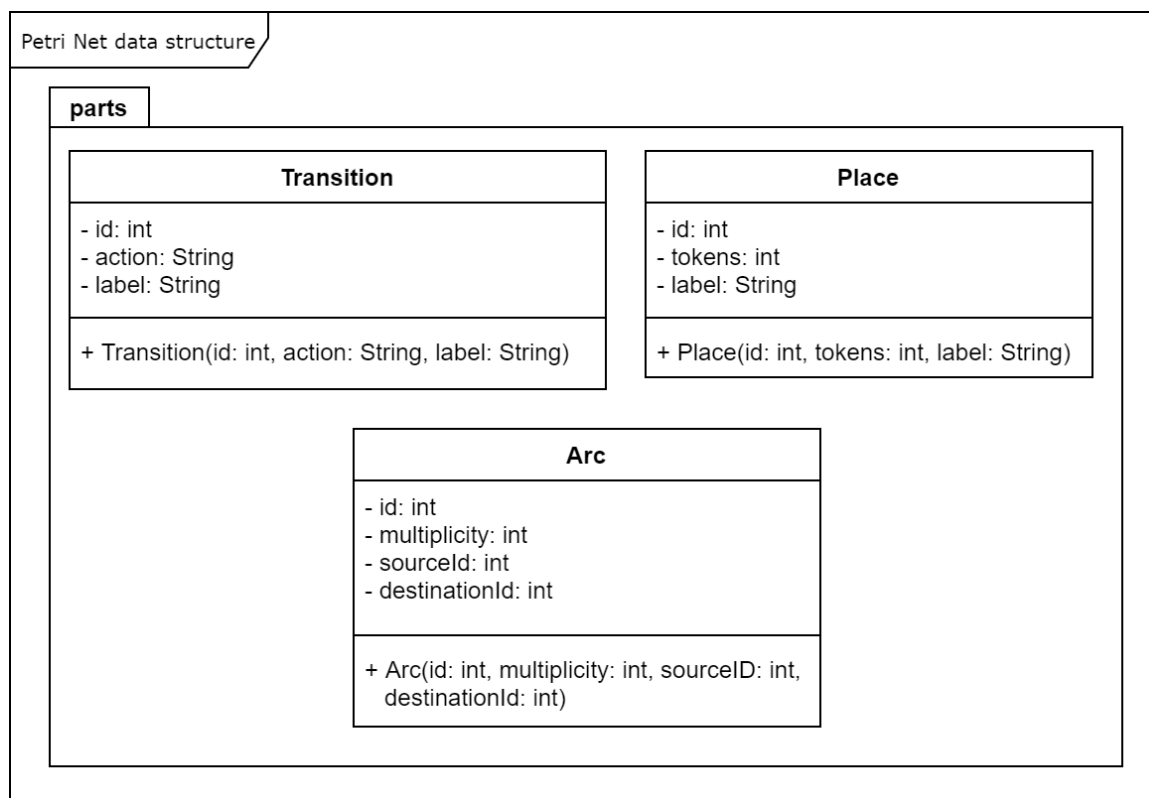 Petri Net data structure
parts
Transition
- id: int
- action: String
- label: String
+ Transition(id: int, action: String, label: String)
Place
- id: int
- tokens: int
- label: String
+ Place(id: int, tokens: int, label: String)
Arc
- id: int
- multiplicity: int
- sourceId: int
- destinationId: int
+ Arc(id: int, multiplicity: int, sourceID: int,
destinationId: int)